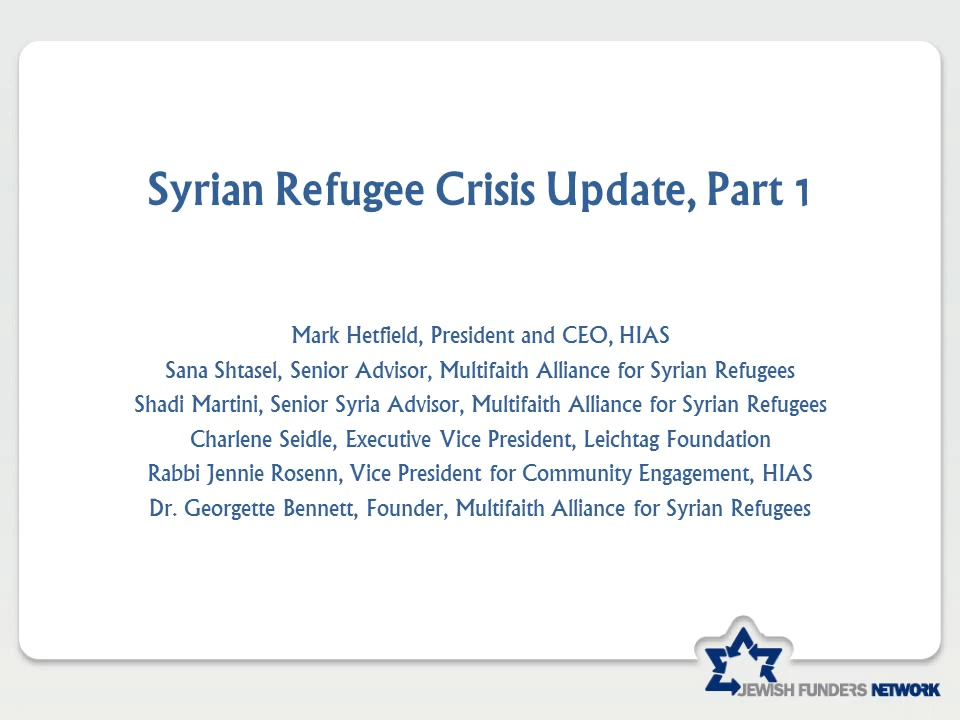 Syrian Refugee Crisis Update, Part 1
Mark Hetfield, President and CEO, HIAS
Sana Shtasel, Senior Advisor, Multifaith Alliance for Syrian Refugees
Shadi Martini, Senior Syria Advisor, Multifaith Alliance for Syrian Refugees
Charlene Seidle, Executive Vice President, Leichtag Foundation
Rabbi Jennie Rosenn, Vice President for Community Engagement, HIAS
Dr. Georgette Bennett, Founder, Multifaith Alliance for Syrian Refugees
JEWISH FUNDERS NETWORK